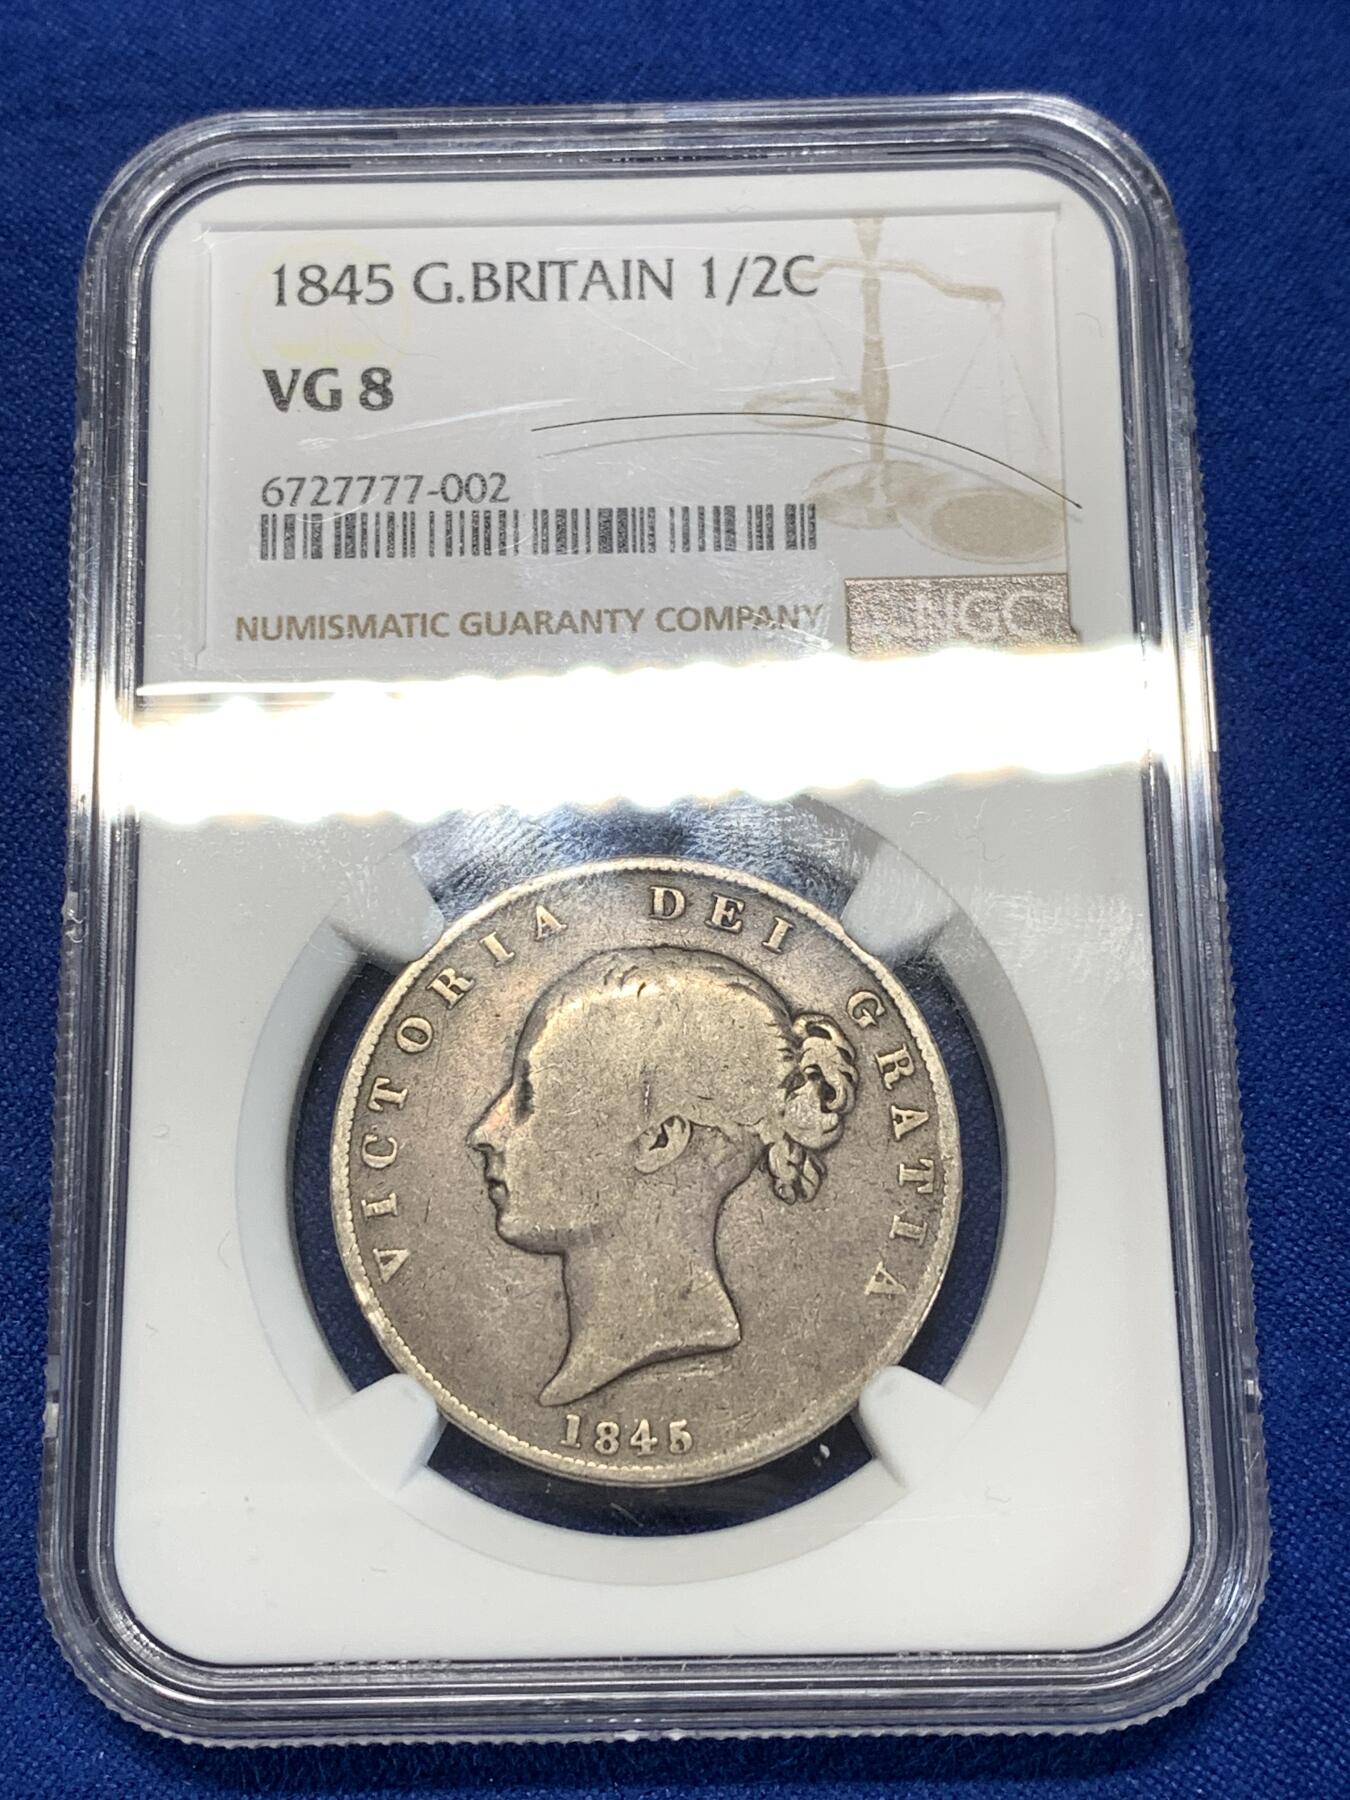 1845 G.BRITAIN 1/2C
VG 8
6727777-002
NUMISMATIC GUARANTY COMPANY
NGC
VICTORIA DEI GRATIA
1845